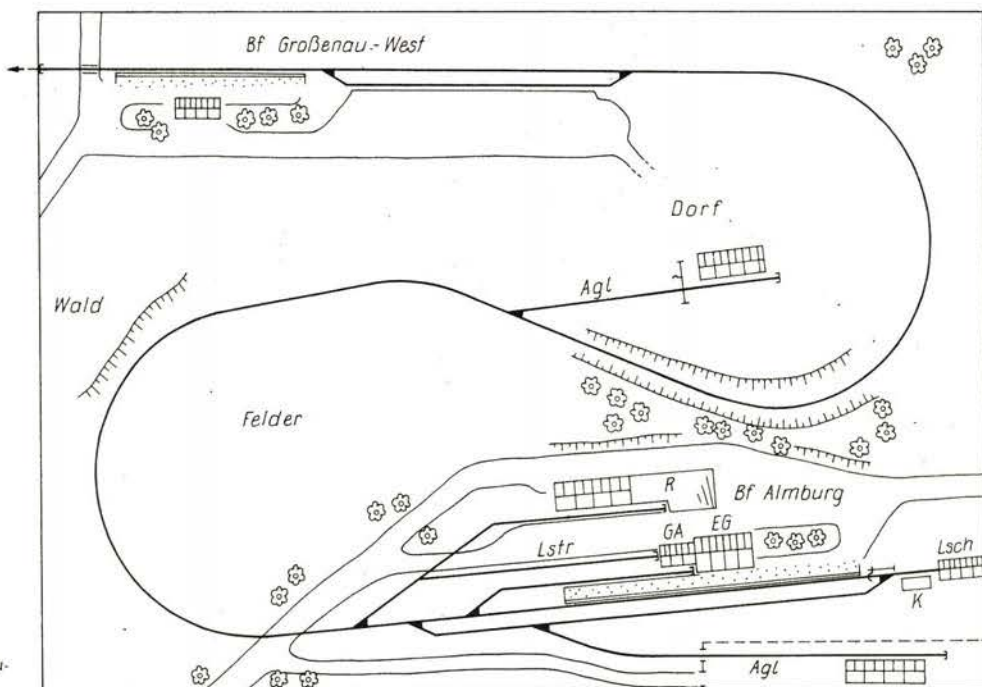 Bf Großenau-West
Dorf
Agl
Wald
Felder
R
Bf Almburg
GA
EG
Lstr
Lsch
K
Agl